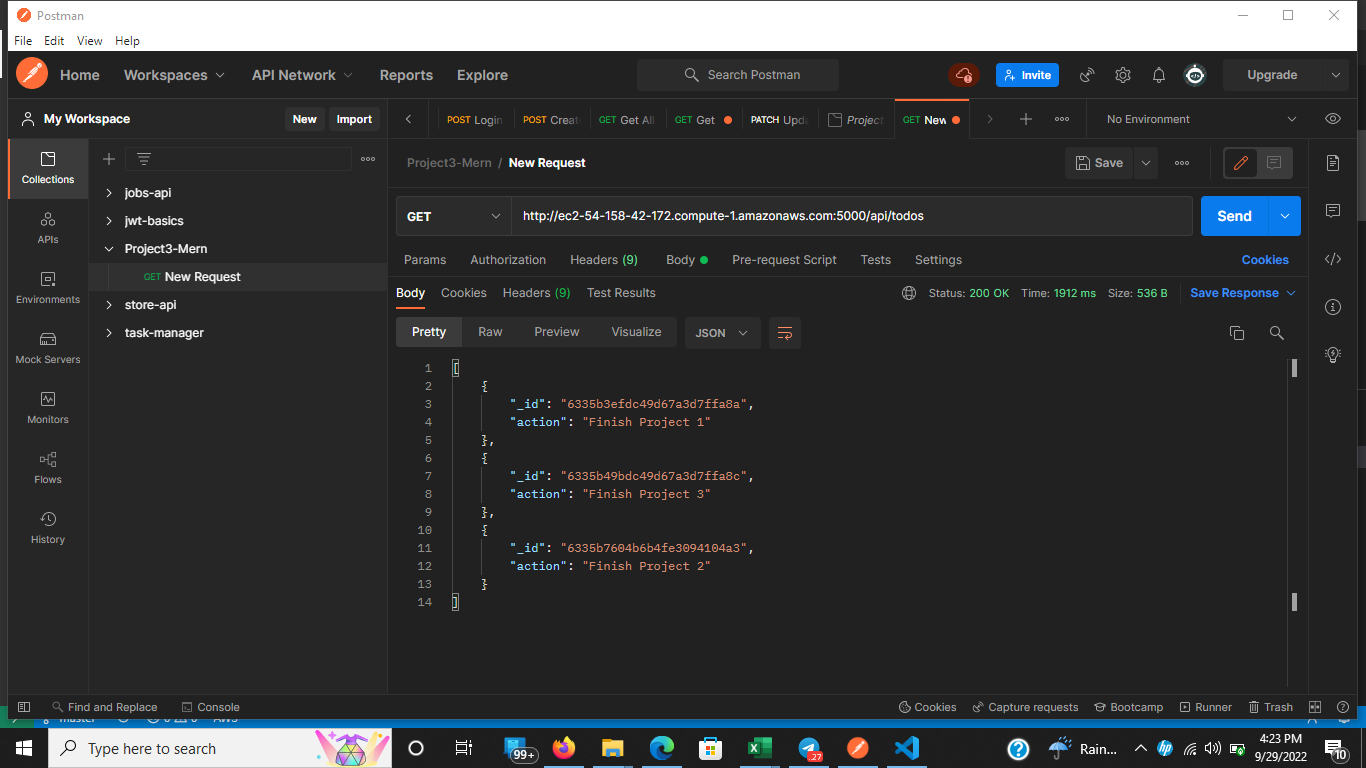 Postman
File Edit View Help
Home Workspaces API Network Reports Explore Search Postman Invite Upgrade
My Workspace New Import POST Login POST Creat GET Get All GET Get PATCH Upda Project GET New No Environment
Project3-Mern / New Request Save
Collections
APIs
Environments
Mock Servers
Monitors
Flows
History
jobs-api
jwt-basics
Project3-Mern
GET New Request
store-api
task-manager
GET http://ec2-54-158-42-172.compute-1.amazonaws.com:5000/api/todos Send
Params Authorization Headers (9) Body Pre-request Script Tests Settings Cookies
Body Cookies Headers (9) Test Results Status: 200 OK Time: 1912 ms Size: 536 B Save Response
Pretty Raw Preview Visualize JSON
1 [
2 {
3 "_id": "6335b3efdc49d67a3d7ffa8a",
4 "action": "Finish Project 1"
5 },
6 {
7 "_id": "6335b49bdc49d67a3d7ffa8c",
8 "action": "Finish Project 3"
9 },
10 {
11 "_id": "6335b7604b6b4fe3094104a3",
12 "action": "Finish Project 2"
13 }
14 ]
Find and Replace Console Cookies Capture requests Bootcamp Runner Trash
master AWS
Type here to search 99+ 27 hp Rain... hp 4:23 PM
9/29/2022 10